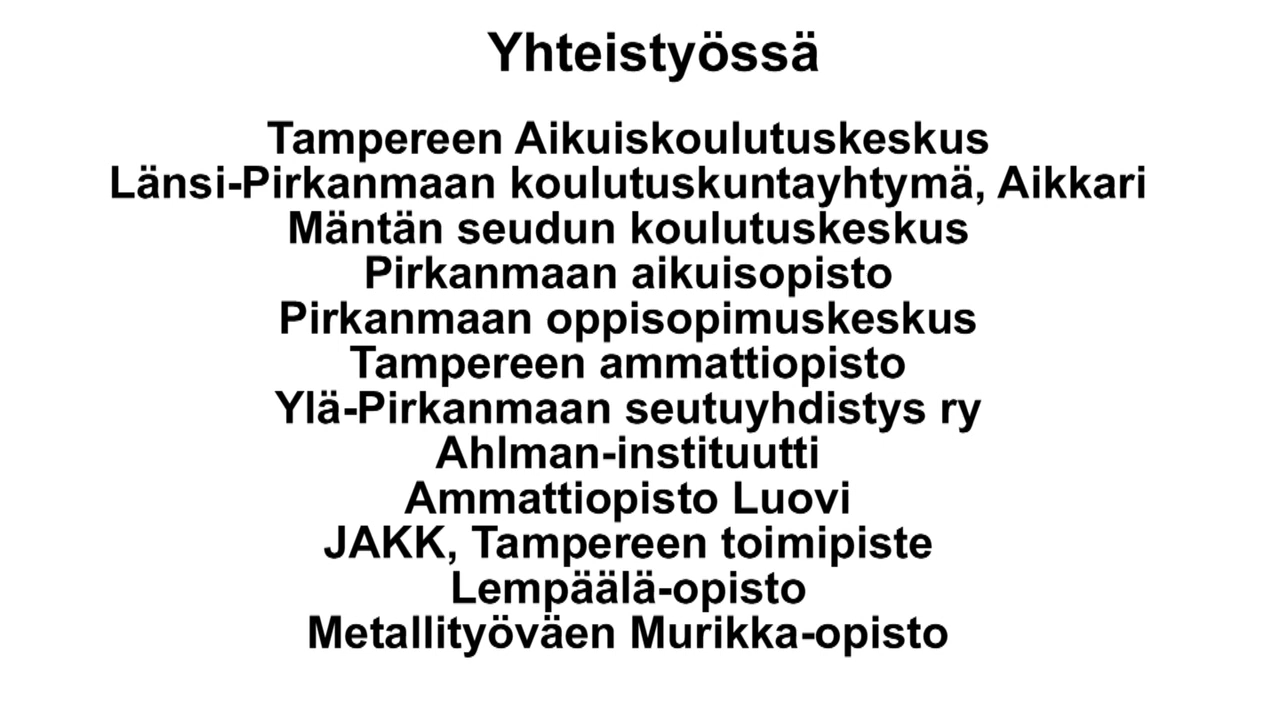 Yhteistyössä
Tampereen Aikuiskoulutuskeskus
Länsi-Pirkanmaan koulutuskuntayhtymä, Aikkari
Mäntän seudun koulutuskeskus
Pirkanmaan aikuisopisto
Pirkanmaan oppisopimuskeskus
Tampereen ammattiopisto
Ylä-Pirkanmaan seutuyhdistys ry
Ahlman-instituutti
Ammattiopisto Luovi
JAKK, Tampereen toimipiste
Lempäälä-opisto
Metallityöväen Murikka-opisto